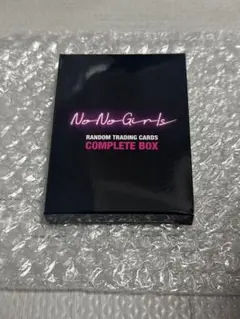 No No Girls
RANDOM TRADING CARDS
COMPLETE BOX